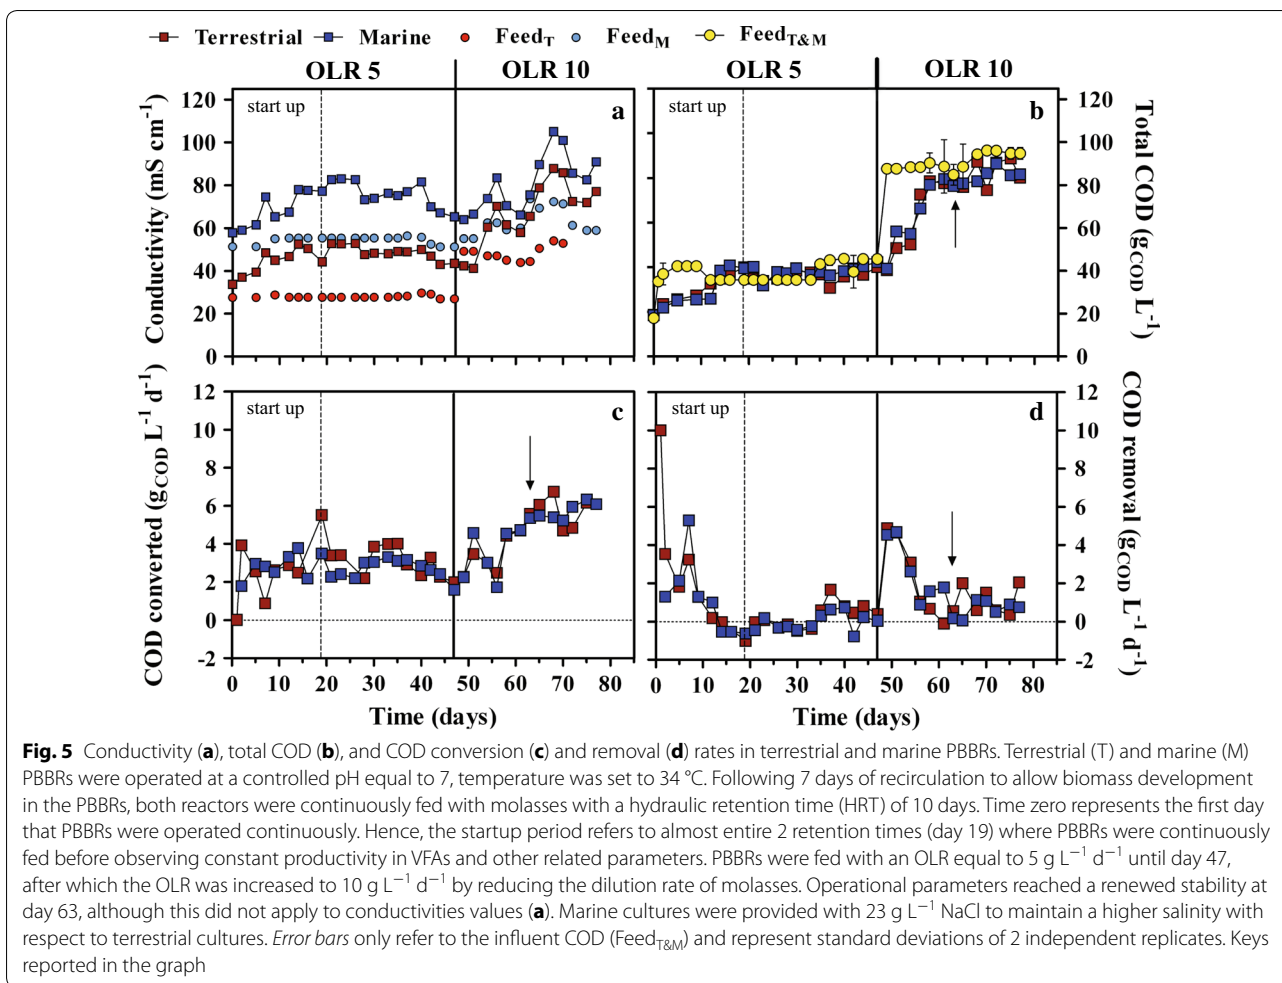 Terrestrial Marine Feed_T Feed_M Feed_T&M
OLR 5 OLR 10 OLR 5 OLR 10
start up a
120
100
80
60
40
20
0
Conductivity (mS cm⁻¹)
start up b
120
100
80
60
40
20
0
Total COD (g_COD L⁻¹)
start up c
12
10
8
6
4
2
0
-2
COD converted (g_COD L⁻¹ d⁻¹)
0 10 20 30 40 50 60 70 80
Time (days)
start up d
12
10
8
6
4
2
0
-2
COD removal (g_COD L⁻¹ d⁻¹)
0 10 20 30 40 50 60 70 80
Time (days)
Fig. 5 Conductivity (a), total COD (b), and COD conversion (c) and removal (d) rates in terrestrial and marine PBBRs. Terrestrial (T) and marine (M)
PBBRs were operated at a controlled pH equal to 7, temperature was set to 34 °C. Following 7 days of recirculation to allow biomass development
in the PBBRs, both reactors were continuously fed with molasses with a hydraulic retention time (HRT) of 10 days. Time zero represents the first day
that PBBRs were operated continuously. Hence, the startup period refers to almost entire 2 retention times (day 19) where PBBRs were continuously
fed before observing constant productivity in VFAs and other related parameters. PBBRs were fed with an OLR equal to 5 g L⁻¹ d⁻¹ until day 47,
after which the OLR was increased to 10 g L⁻¹ d⁻¹ by reducing the dilution rate of molasses. Operational parameters reached a renewed stability at
day 63, although this did not apply to conductivities values (a). Marine cultures were provided with 23 g L⁻¹ NaCl to maintain a higher salinity with
respect to terrestrial cultures. Error bars only refer to the influent COD (Feed_T&M) and represent standard deviations of 2 independent replicates. Keys
reported in the graph